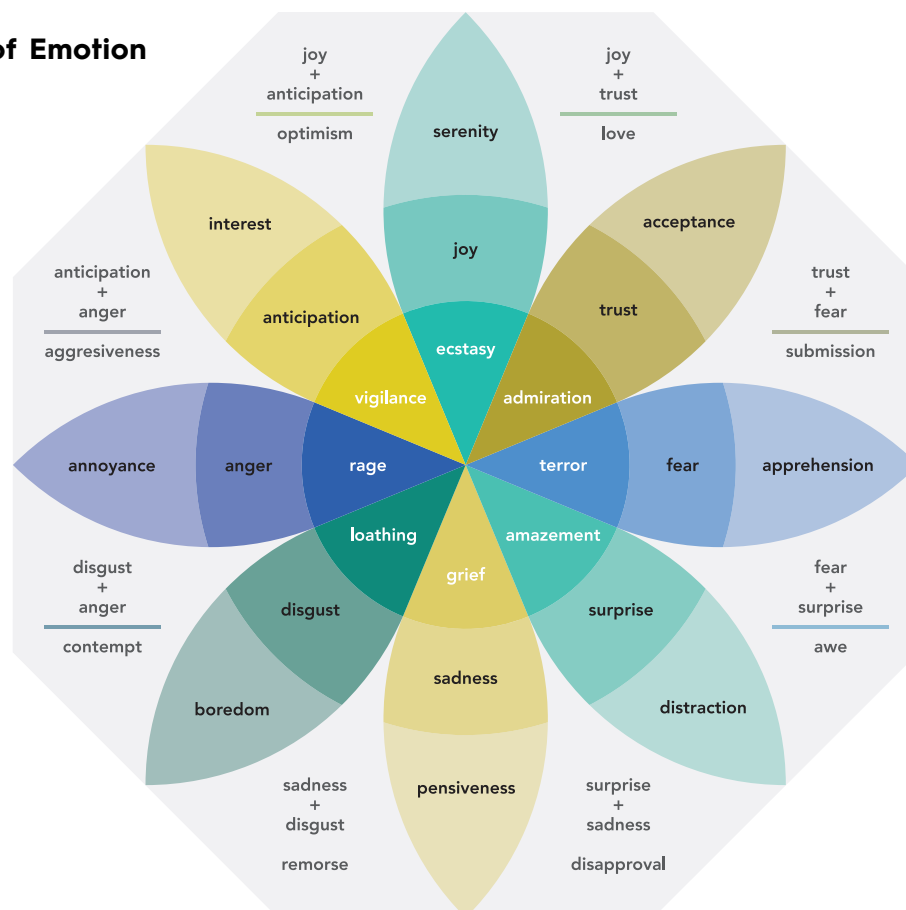 of Emotion
joy
+
anticipation
optimism
joy
+
trust
love
serenity
interest
acceptance
joy
anticipation
+
anger
aggresiveness
trust
+
fear
submission
anticipation
trust
ecstasy
vigilance
admiration
annoyance
anger
rage
terror
fear
apprehension
loathing
amazement
grief
disgust
+
anger
contempt
fear
+
surprise
awe
disgust
surprise
sadness
boredom
distraction
pensiveness
sadness
+
disgust
remorse
surprise
+
sadness
disapproval